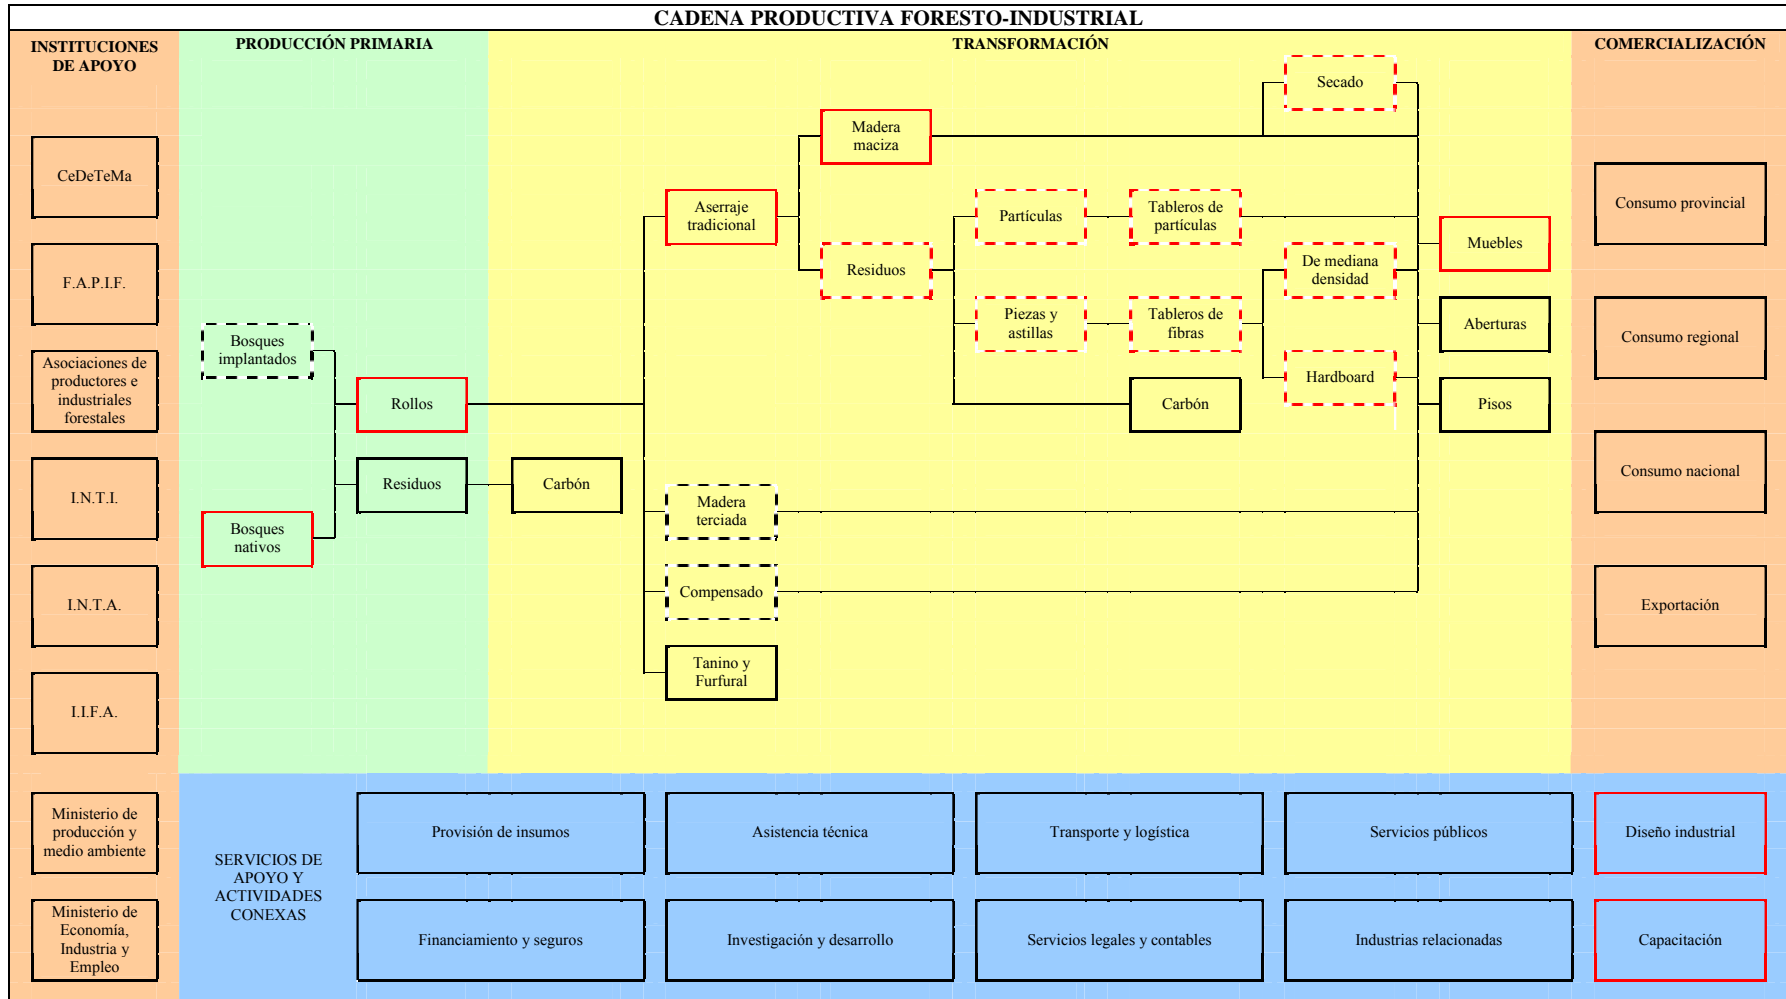 CADENA PRODUCTIVA FORESTO-INDUSTRIAL
INSTITUCIONES
DE APOYO
CeDeTeMa
F.A.P.I.F.
Asociaciones de
productores e
industriales
forestales
I.N.T.I.
I.N.T.A.
I.I.F.A.
Ministerio de
producción y
medio ambiente
Ministerio de
Economía,
Industria y
Empleo
PRODUCCIÓN PRIMARIA
Bosques
implantados
Bosques
nativos
Rollos
Residuos
TRANSFORMACIÓN
Carbón
Aserraje
tradicional
Madera
terciada
Compensado
Tanino y
Furfural
Madera
maciza
Residuos
Partículas
Piezas y
astillas
Tableros de
partículas
Tableros de
fibras
Carbón
Secado
De mediana
densidad
Hardboard
Muebles
Aberturas
Pisos
COMERCIALIZACIÓN
Consumo provincial
Consumo regional
Consumo nacional
Exportación
SERVICIOS DE
APOYO Y
ACTIVIDADES
CONEXAS
Provisión de insumos
Asistencia técnica
Transporte y logística
Servicios públicos
Diseño industrial
Financiamiento y seguros
Investigación y desarrollo
Servicios legales y contables
Industrias relacionadas
Capacitación